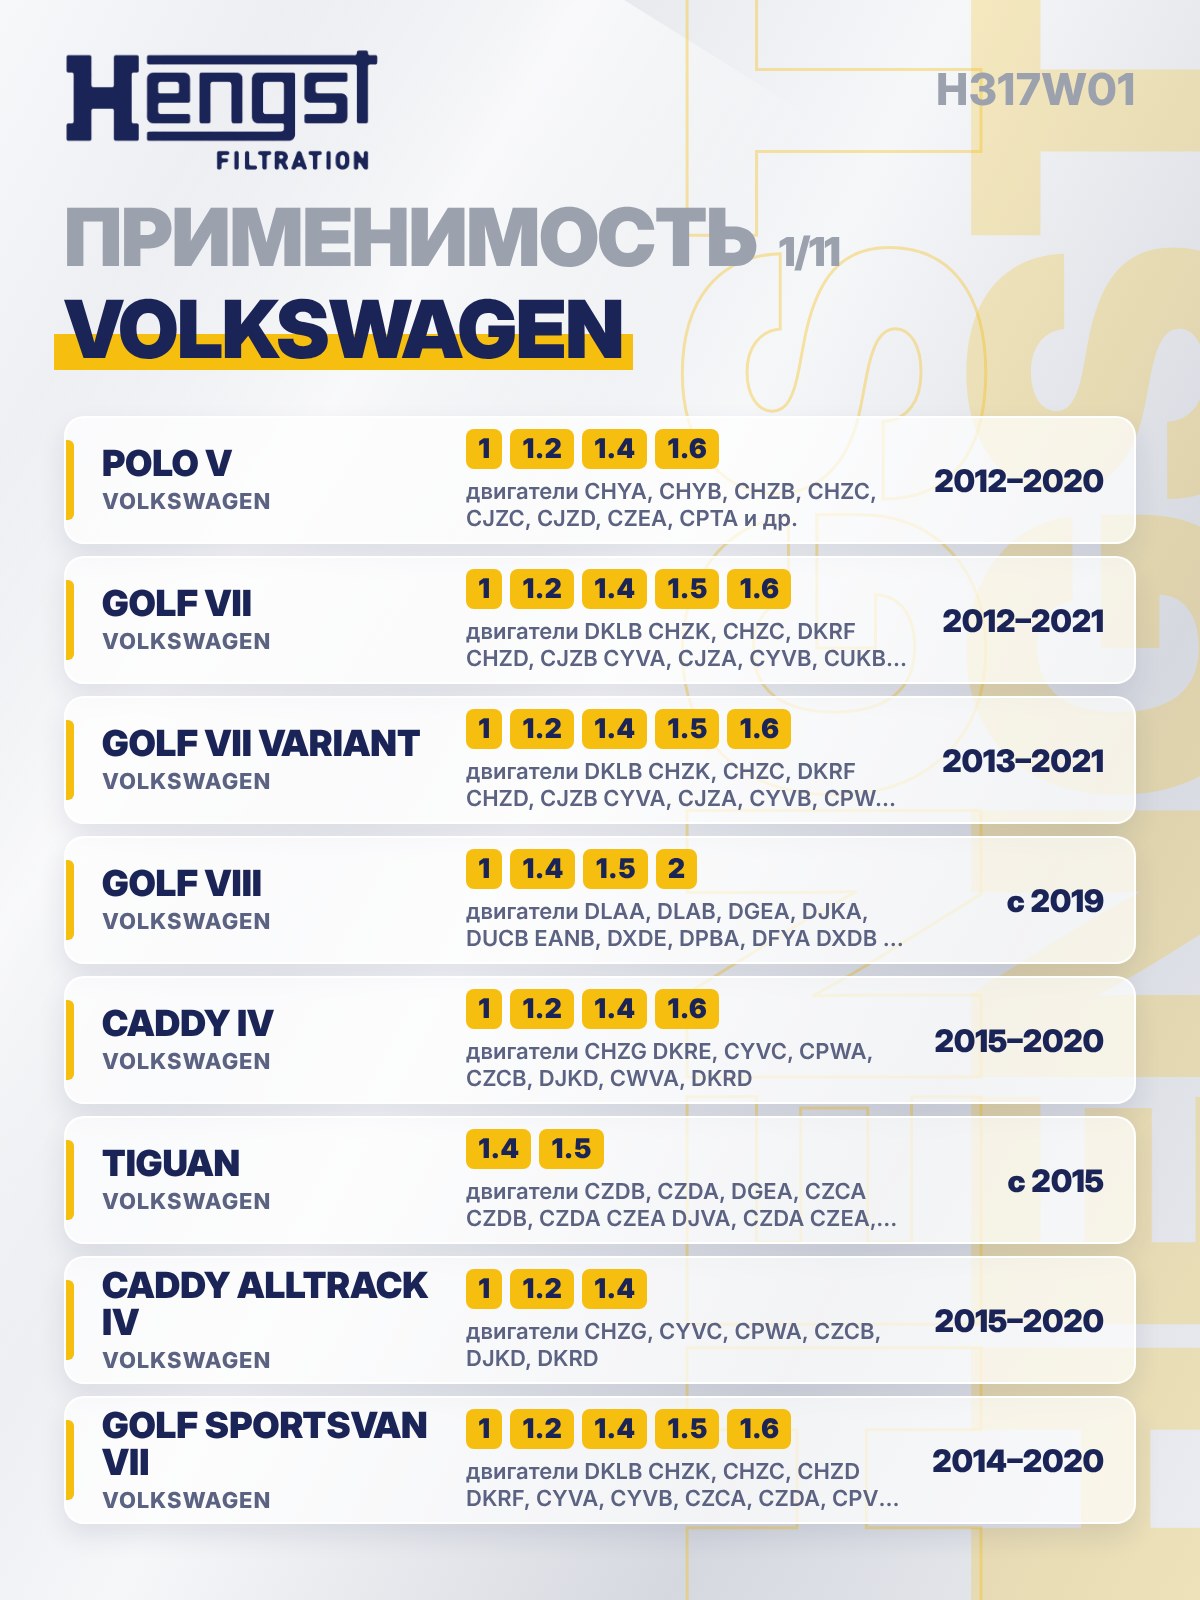 Hengst
FILTRATION
H317W01
ПРИМЕНИМОСТЬ 1/11
VOLKSWAGEN
POLO V
VOLKSWAGEN
1 1.2 1.4 1.6
двигатели CHYA, CHYB, CHZB, CHZC,
CJZC, CJZD, CZEA, CPTA и др.
2012–2020
GOLF VII
VOLKSWAGEN
1 1.2 1.4 1.5 1.6
двигатели DKLB CHZK, CHZC, DKRF
CHZD, CJZB CYVA, CJZA, CYVB, CUKB...
2012–2021
GOLF VII VARIANT
VOLKSWAGEN
1 1.2 1.4 1.5 1.6
двигатели DKLB CHZK, CHZC, DKRF
CHZD, CJZB CYVA, CJZA, CYVB, CPW...
2013–2021
GOLF VIII
VOLKSWAGEN
1 1.4 1.5 2
двигатели DLAA, DLAB, DGEA, DJKA,
DUCB EANB, DXDE, DPBA, DFYA DXDB ...
с 2019
CADDY IV
VOLKSWAGEN
1 1.2 1.4 1.6
двигатели CHZG DKRE, CYVC, CPWA,
CZCB, DJKD, CWVA, DKRD
2015–2020
TIGUAN
VOLKSWAGEN
1.4 1.5
двигатели CZDB, CZDA, DGEA, CZCA
CZDB, CZDA CZEA DJVA, CZDA CZEA,...
с 2015
CADDY ALLTRACK
IV
VOLKSWAGEN
1 1.2 1.4
двигатели CHZG, CYVC, CPWA, CZCB,
DJKD, DKRD
2015–2020
GOLF SPORTSVAN
VII
VOLKSWAGEN
1 1.2 1.4 1.5 1.6
двигатели DKLB CHZK, CHZC, CHZD
DKRF, CYVA, CYVB, CZCA, CZDA, CPV...
2014–2020
HENGST
HENGST